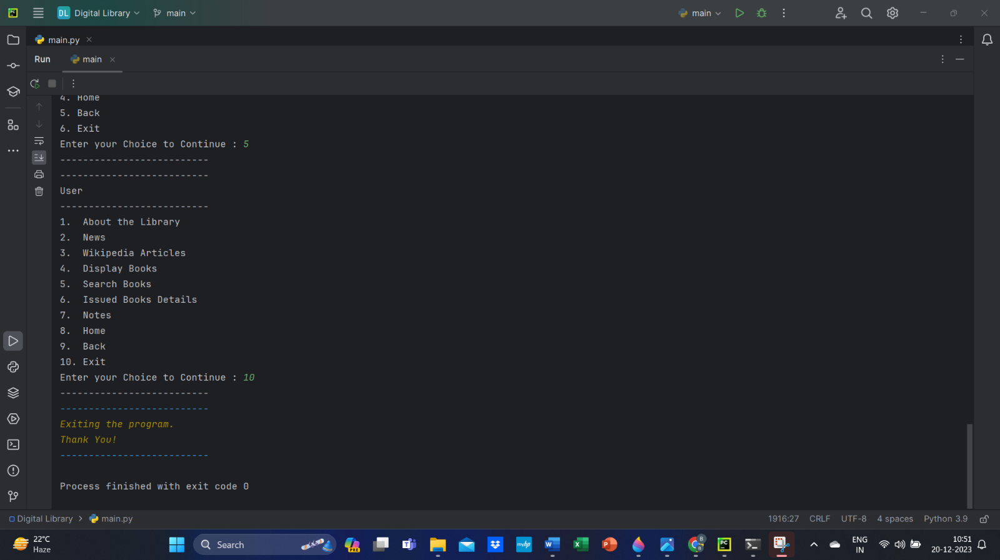 DL Digital Library main main
main.py
Run main
4. Home
5. Back
6. Exit
Enter your Choice to Continue : 5
--------------------------
--------------------------
User
--------------------------
1.  About the Library
2.  News
3.  Wikipedia Articles
4.  Display Books
5.  Search Books
6.  Issued Books Details
7.  Notes
8.  Home
9.  Back
10. Exit
Enter your Choice to Continue : 10
--------------------------
--------------------------
Exiting the program.
Thank You!
--------------------------
Process finished with exit code 0
Digital Library > main.py 1916:27 CRLF UTF-8 4 spaces Python 3.9
22°C
Haze
Search
PRE
myhp
ENG
IN
10:51
20-12-2023